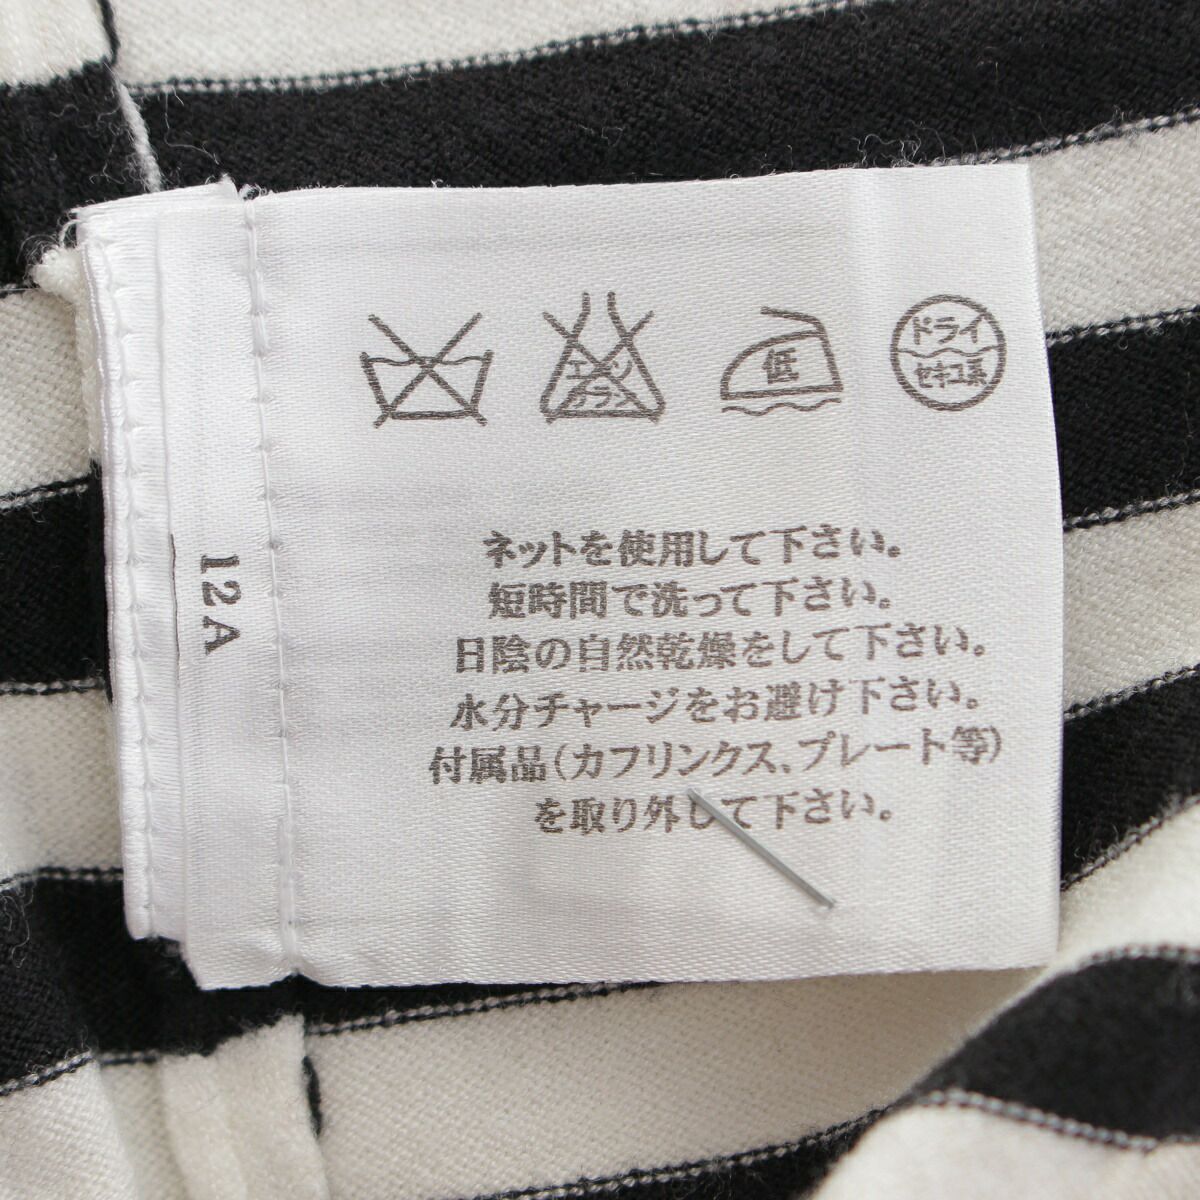 エンソ
サラシ
低
ドライ
セキユ系
ネットを使用して下さい。
短時間で洗って下さい。
日陰の自然乾燥をして下さい。
水分チャージをお避け下さい。
付属品(カフリンクス、プレート等)
を取り外して下さい。
12A